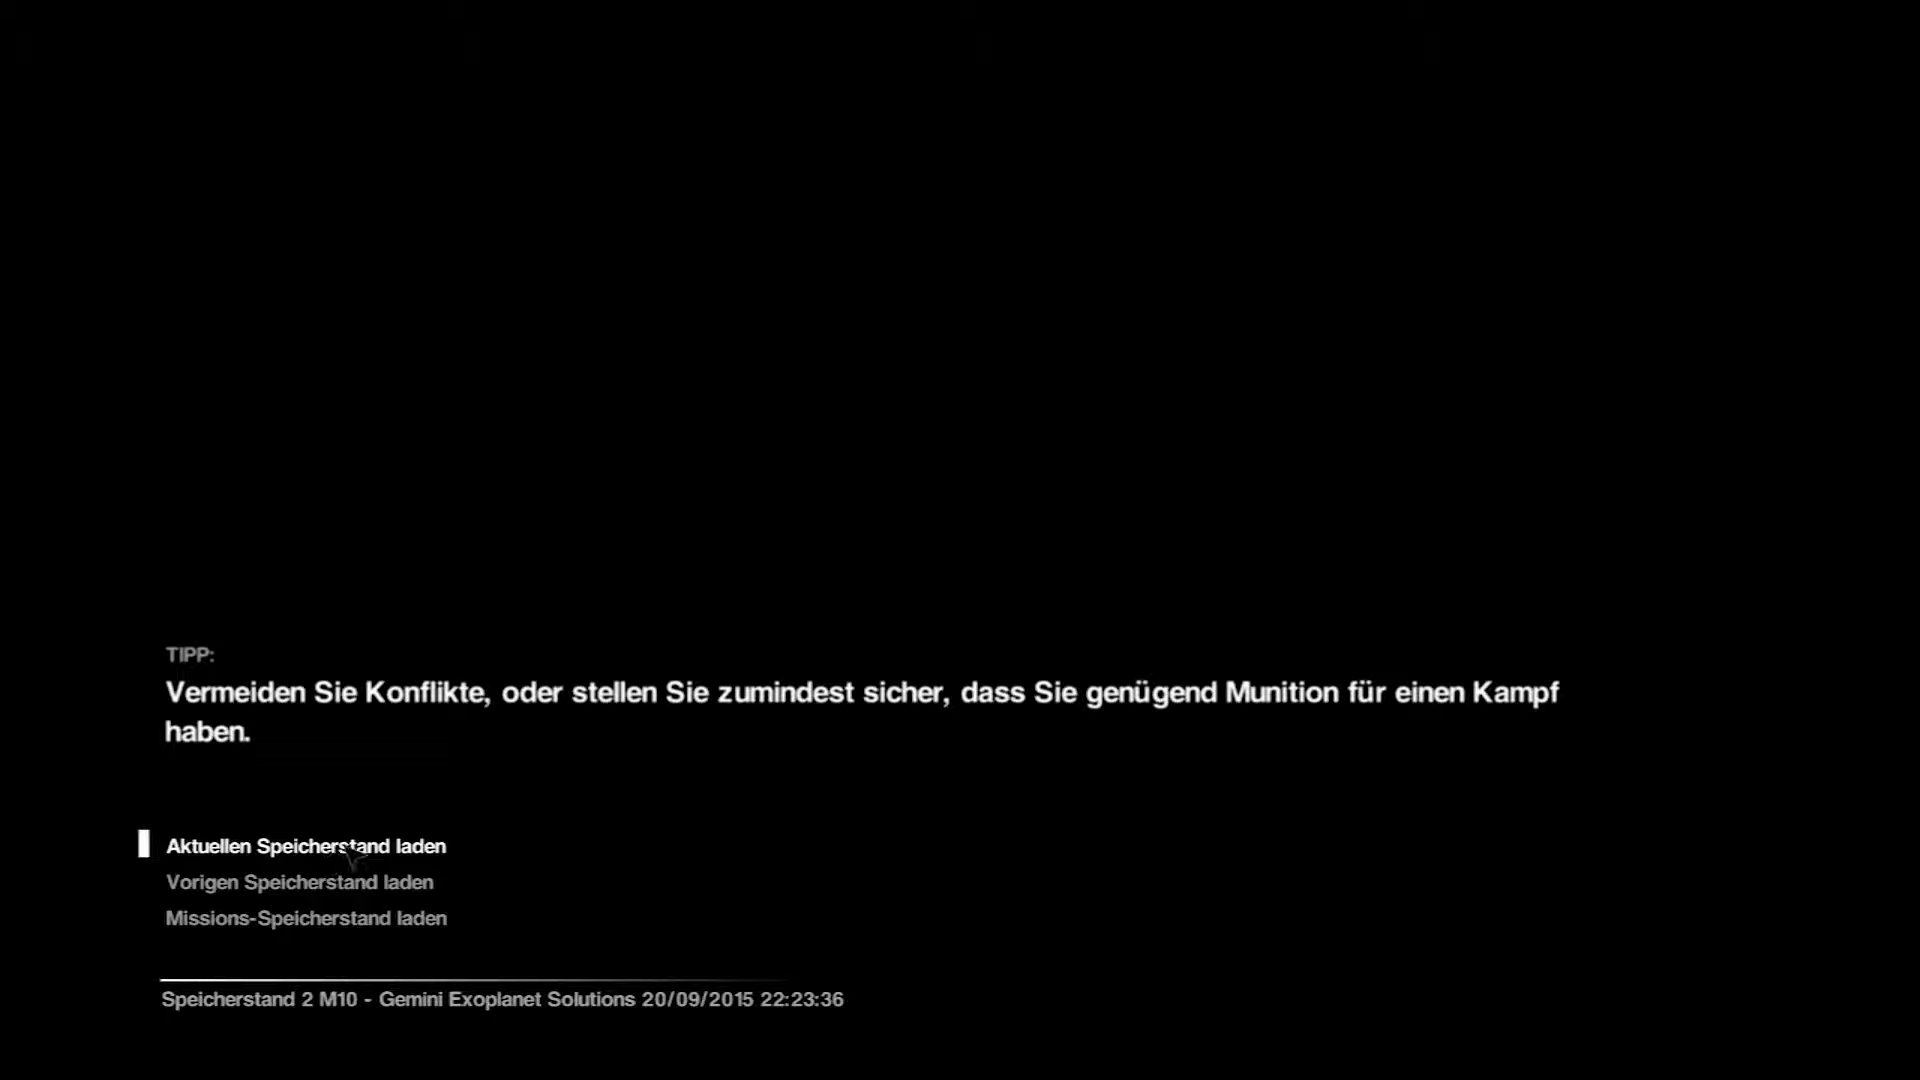 TIPP:
Vermeiden Sie Konflikte, oder stellen Sie zumindest sicher, dass Sie genügend Munition für einen Kampf
haben.
Aktuellen Speicherstand laden
Vorigen Speicherstand laden
Missions-Speicherstand laden
Speicherstand 2 M10 - Gemini Exoplanet Solutions 20/09/2015 22:23:36